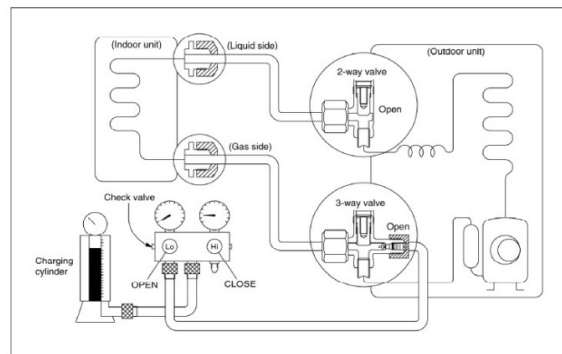 (Indoor unit)
(Liquid side)
(Outdoor unit)
2-way valve
Open
(Gas side)
3-way valve
Open
Check valve
Lo
Hi
Charging
cylinder
OPEN
CLOSE